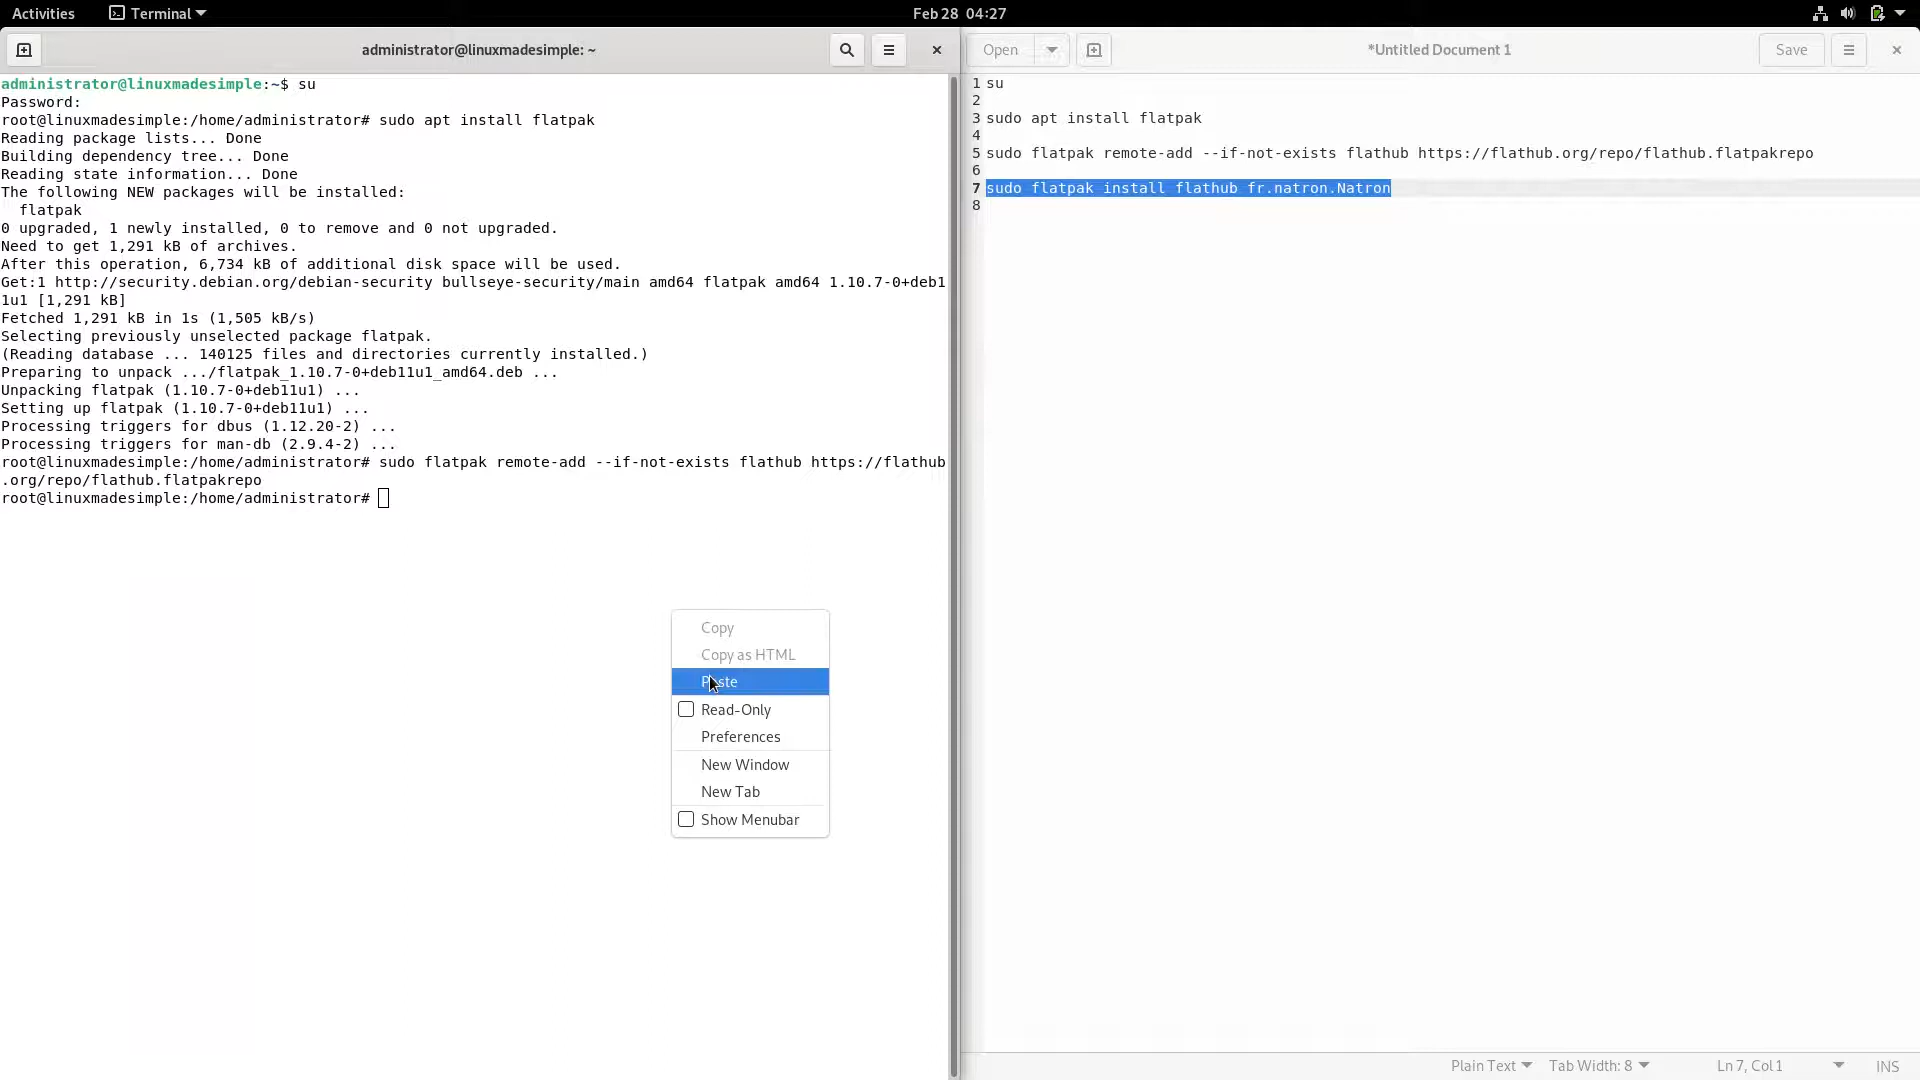 Activities
Terminal
Feb 28 04:27
administrator@linuxmadesimple: ~
administrator@linuxmadesimple:~$ su
Password:
root@linuxmadesimple:/home/administrator# sudo apt install flatpak
Reading package lists... Done
Building dependency tree... Done
Reading state information... Done
The following NEW packages will be installed:
  flatpak
0 upgraded, 1 newly installed, 0 to remove and 0 not upgraded.
Need to get 1,291 kB of archives.
After this operation, 6,734 kB of additional disk space will be used.
Get:1 http://security.debian.org/debian-security bullseye-security/main amd64 flatpak amd64 1.10.7-0+deb1
1u1 [1,291 kB]
Fetched 1,291 kB in 1s (1,505 kB/s)
Selecting previously unselected package flatpak.
(Reading database ... 140125 files and directories currently installed.)
Preparing to unpack .../flatpak_1.10.7-0+deb11u1_amd64.deb ...
Unpacking flatpak (1.10.7-0+deb11u1) ...
Setting up flatpak (1.10.7-0+deb11u1) ...
Processing triggers for dbus (1.12.20-2) ...
Processing triggers for man-db (2.9.4-2) ...
root@linuxmadesimple:/home/administrator# sudo flatpak remote-add --if-not-exists flathub https://flathub
.org/repo/flathub.flatpakrepo
root@linuxmadesimple:/home/administrator#
Copy
Copy as HTML
Paste
Read-Only
Preferences
New Window
New Tab
Show Menubar
Open
*Untitled Document 1
Save
1 su
2
3 sudo apt install flatpak
4
5 sudo flatpak remote-add --if-not-exists flathub https://flathub.org/repo/flathub.flatpakrepo
6
7 sudo flatpak install flathub fr.natron.Natron
8
Plain Text
Tab Width: 8
Ln 7, Col 1
INS